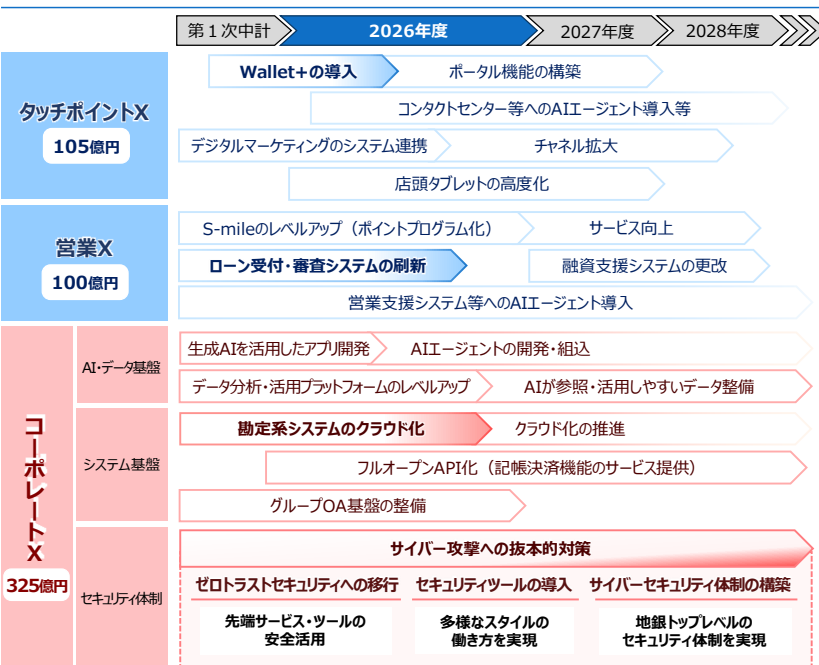 第1次中計
2026年度
2027年度
2028年度
タッチポイントX
105億円
Wallet+の導入
ポータル機能の構築
コンタクトセンター等へのAIエージェント導入等
デジタルマーケティングのシステム連携
チャネル拡大
店頭タブレットの高度化
営業X
100億円
S-mileのレベルアップ（ポイントプログラム化）
サービス向上
ローン受付・審査システムの刷新
融資支援システムの更改
営業支援システム等へのAIエージェント導入
コーポレートX
325億円
AI・データ基盤
生成AIを活用したアプリ開発
AIエージェントの開発・組込
データ分析・活用プラットフォームのレベルアップ
AIが参照・活用しやすいデータ整備
システム基盤
勘定系システムのクラウド化
クラウド化の推進
フルオープンAPI化（記帳決済機能のサービス提供）
グループOA基盤の整備
セキュリティ体制
サイバー攻撃への抜本的対策
ゼロトラストセキュリティへの移行
セキュリティツールの導入
サイバーセキュリティ体制の構築
先端サービス・ツールの
安全活用
多様なスタイルの
働き方を実現
地銀トップレベルの
セキュリティ体制を実現